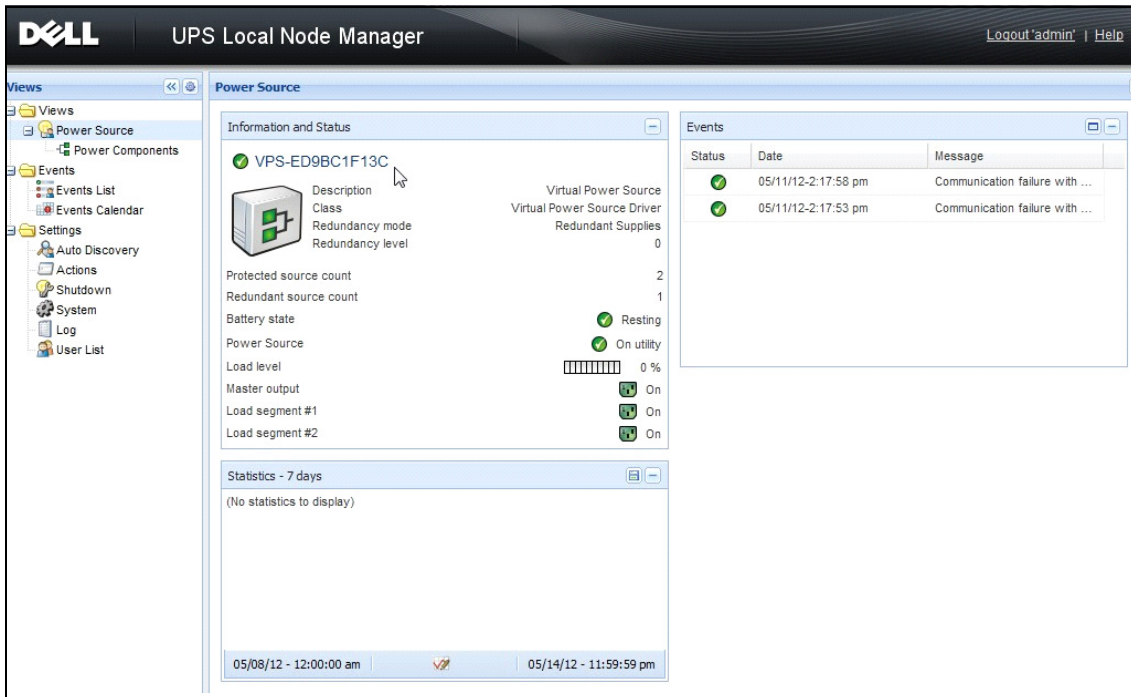 DELL UPS Local Node Manager Logout 'admin' | Help
Views
Views
Power Source
Power Components
Events
Events List
Events Calendar
Settings
Auto Discovery
Actions
Shutdown
System
Log
User List
Power Source
Information and Status
VPS-ED9BC1F13C
Description Virtual Power Source
Class Virtual Power Source Driver
Redundancy mode Redundant Supplies
Redundancy level 0
Protected source count 2
Redundant source count 1
Battery state Resting
Power Source On utility
Load level 0 %
Master output On
Load segment #1 On
Load segment #2 On
Statistics - 7 days
(No statistics to display)
05/08/12 - 12:00:00 am 05/14/12 - 11:59:59 pm
Events
Status Date Message
05/11/12-2:17:58 pm Communication failure with ...
05/11/12-2:17:53 pm Communication failure with ...